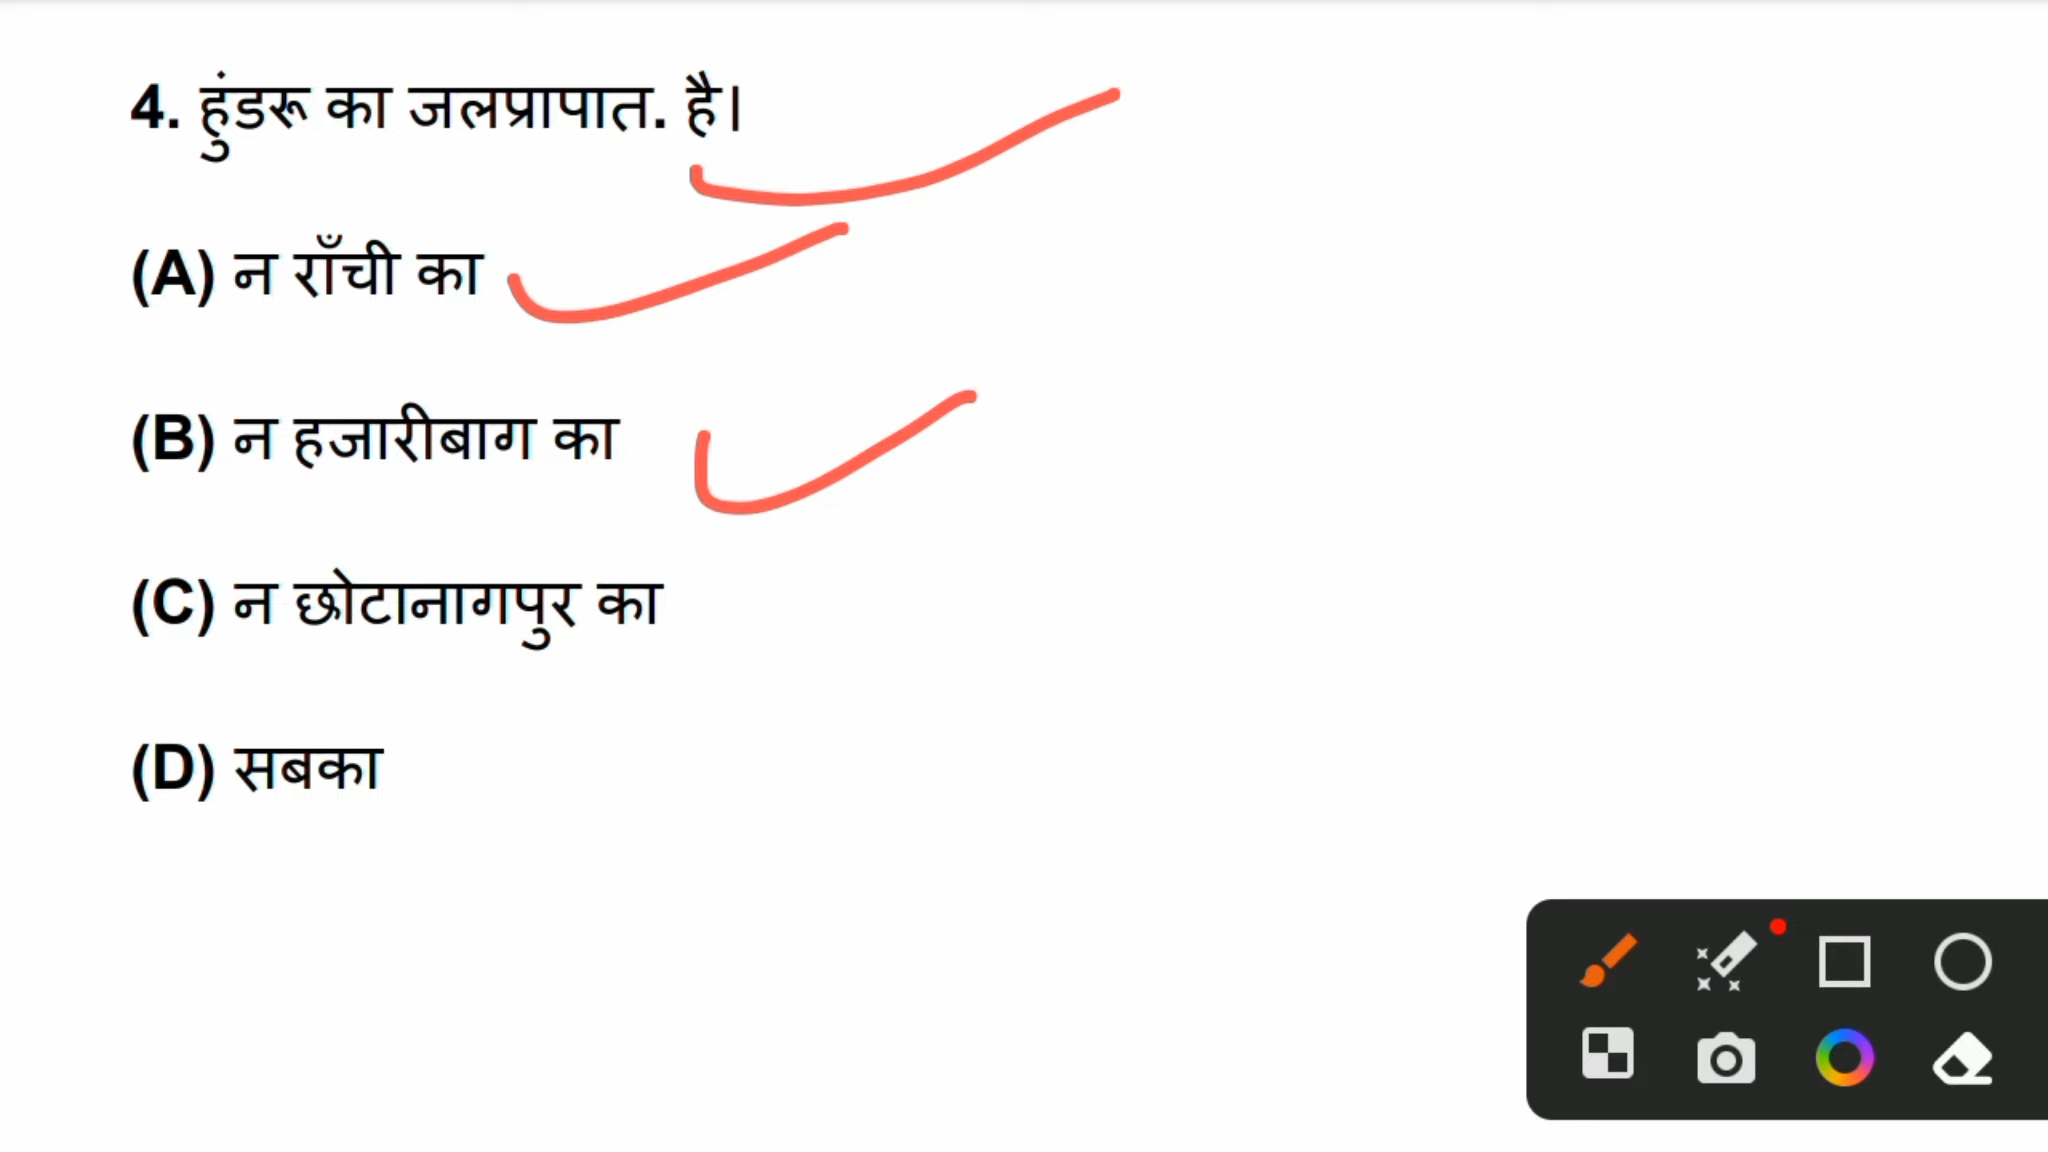 4. हुंडरू का जलप्रापात. है।
(A) न राँची का
(B) न हजारीबाग का
(C) न छोटानागपुर का
(D) सबका